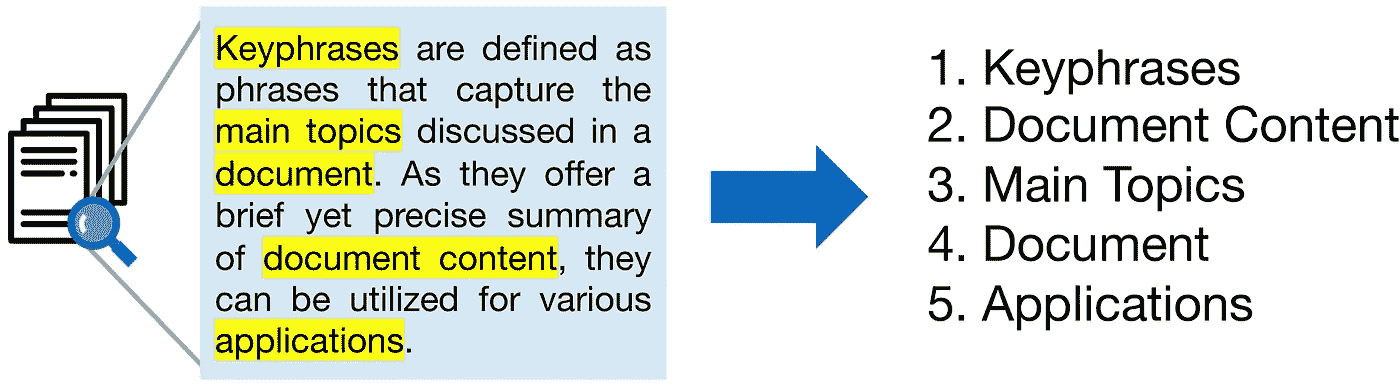 Keyphrases are defined as
phrases that capture the
main topics discussed in a
document. As they offer a
brief yet precise summary
of document content, they
can be utilized for various
applications.
1. Keyphrases
2. Document Content
3. Main Topics
4. Document
5. Applications